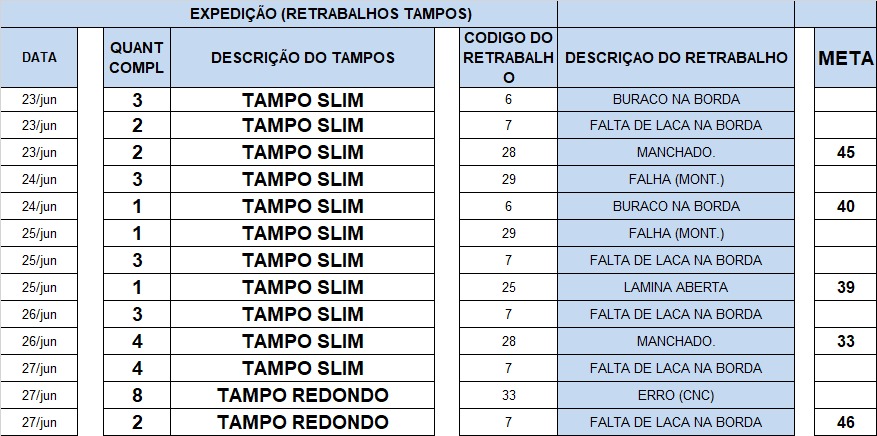 EXPEDIÇÃO (RETRABALHOS TAMPOS)
DATA QUANT COMPL DESCRIÇÃO DO TAMPOS CODIGO DO RETRABALHO DESCRIÇAO DO RETRABALHO META
23/jun 3 TAMPO SLIM 6 BURACO NA BORDA
23/jun 2 TAMPO SLIM 7 FALTA DE LACA NA BORDA
23/jun 2 TAMPO SLIM 28 MANCHADO. 45
24/jun 3 TAMPO SLIM 29 FALHA (MONT.)
24/jun 1 TAMPO SLIM 6 BURACO NA BORDA 40
25/jun 1 TAMPO SLIM 29 FALHA (MONT.)
25/jun 3 TAMPO SLIM 7 FALTA DE LACA NA BORDA
25/jun 1 TAMPO SLIM 25 LAMINA ABERTA 39
26/jun 3 TAMPO SLIM 7 FALTA DE LACA NA BORDA
26/jun 4 TAMPO SLIM 28 MANCHADO. 33
27/jun 4 TAMPO SLIM 7 FALTA DE LACA NA BORDA
27/jun 8 TAMPO REDONDO 33 ERRO (CNC)
27/jun 2 TAMPO REDONDO 7 FALTA DE LACA NA BORDA 46